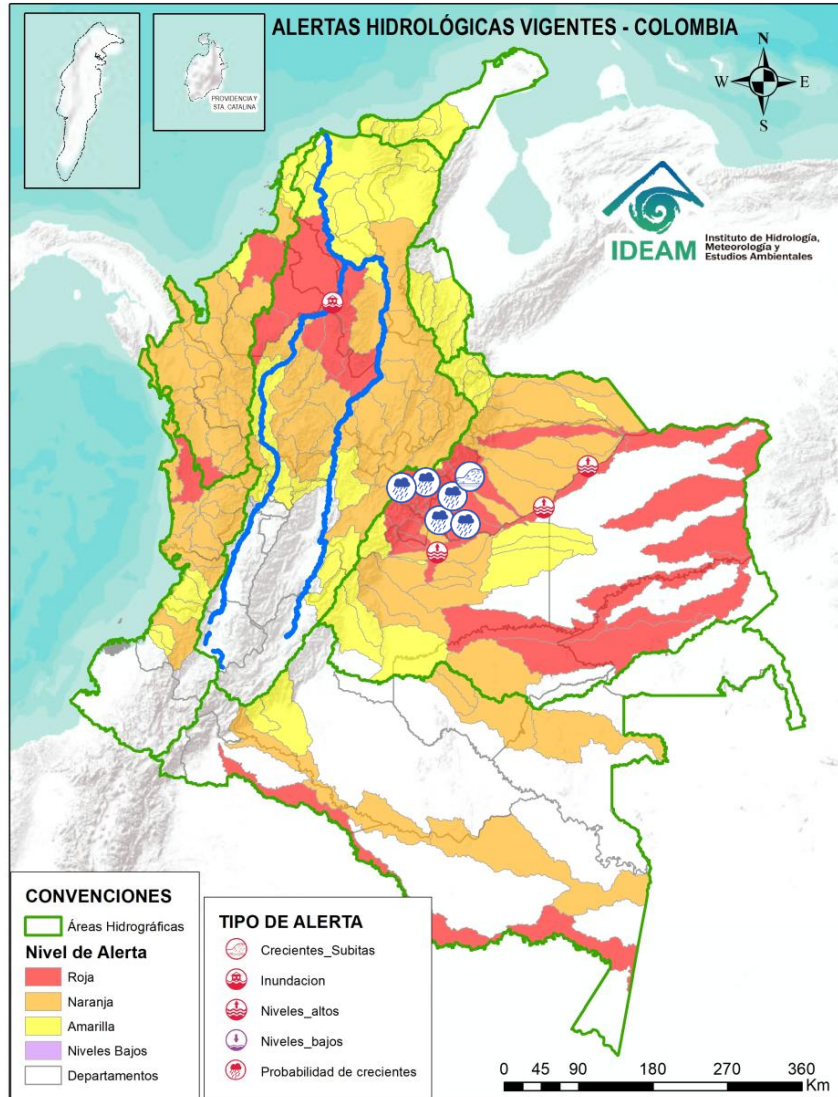 ALERTAS HIDROLÓGICAS VIGENTES - COLOMBIA
PROVIDENCIA Y
STA. CATALINA
N
W
E
S
IDEAM
Instituto de Hidrología,
Meteorología y
Estudios Ambientales
CONVENCIONES
Áreas Hidrográficas
Nivel de Alerta
Roja
Naranja
Amarilla
Niveles Bajos
Departamentos
TIPO DE ALERTA
Crecientes_Subitas
Inundacion
Niveles_altos
Niveles_bajos
Probabilidad de crecientes
0 45 90 180 270 360
Km